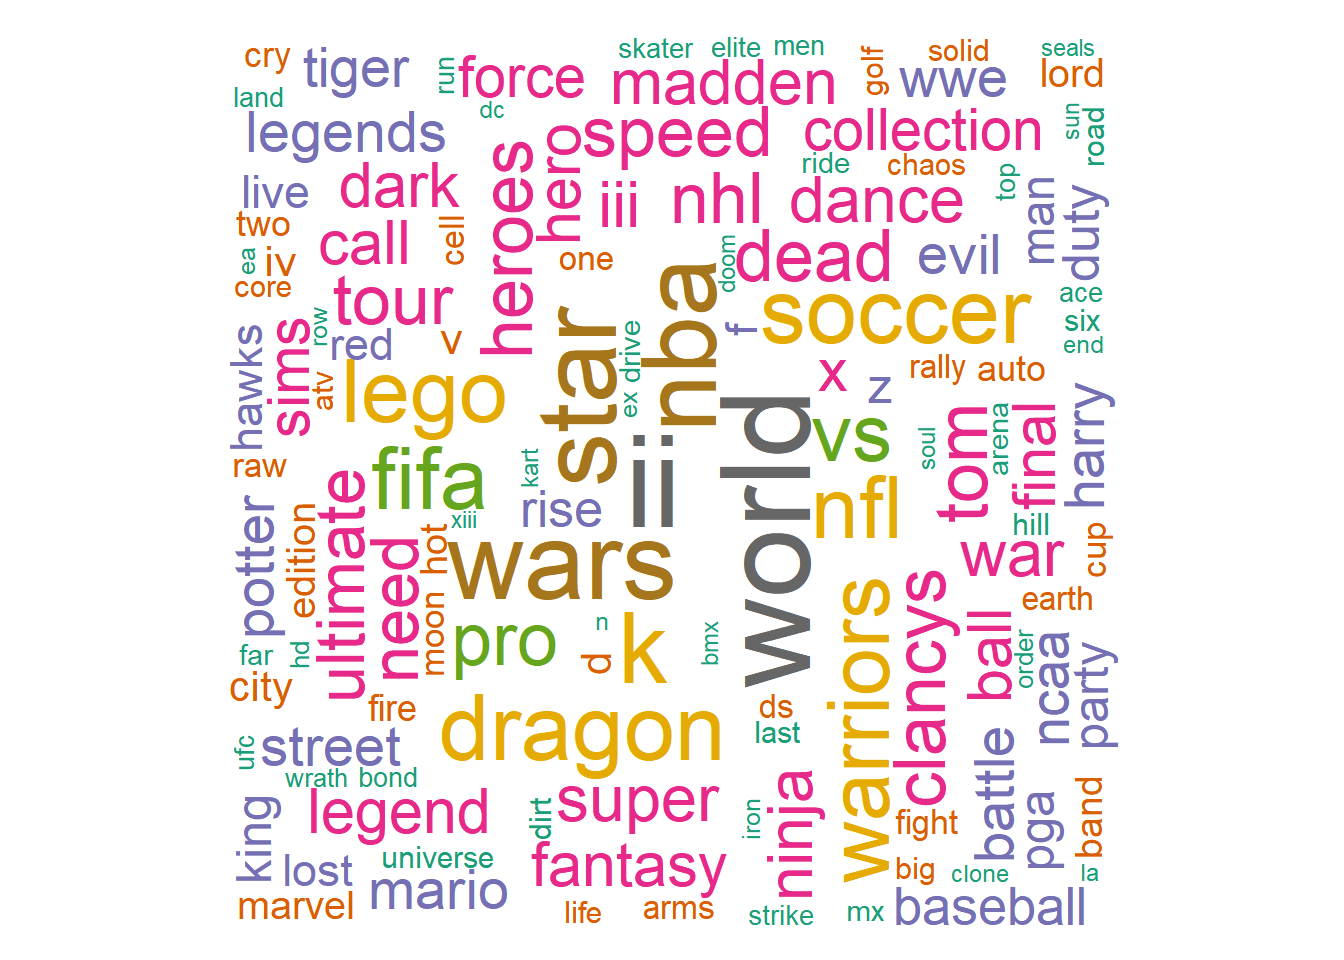 cry
tiger
run
force
skater
elite
men
madden
golf
solid
wwe
seals
lord
land
legends
dc
hero
speed
collection
sun
road
live
dark
heroes
iii
nhl
ride
chaos
dance
top
man
duty
two
call
cell
one
doom
dead
evil
ea
iv
core
tour
star
nba
f
soccer
ace
six
end
hawks
sims
row
red
v
lego
atv
ex
drive
x
z
rally
auto
raw
fifa
kart
rise
ii
world
vs
nfl
soul
tom
arena
final
harry
potter
edition
ultimate
need
hot
xiii
wars
hill
war
cup
far
hd
moon
pro
n
d
k
bmx
warriors
clancys
ball
order
earth
ncaa
party
city
fire
dragon
ds
last
ufc
street
wrath
bond
king
legend
dirt
super
iron
ninja
fight
battle
pga
band
lost
universe
mario
fantasy
big
clone
la
marvel
life
arms
strike
mx
baseball